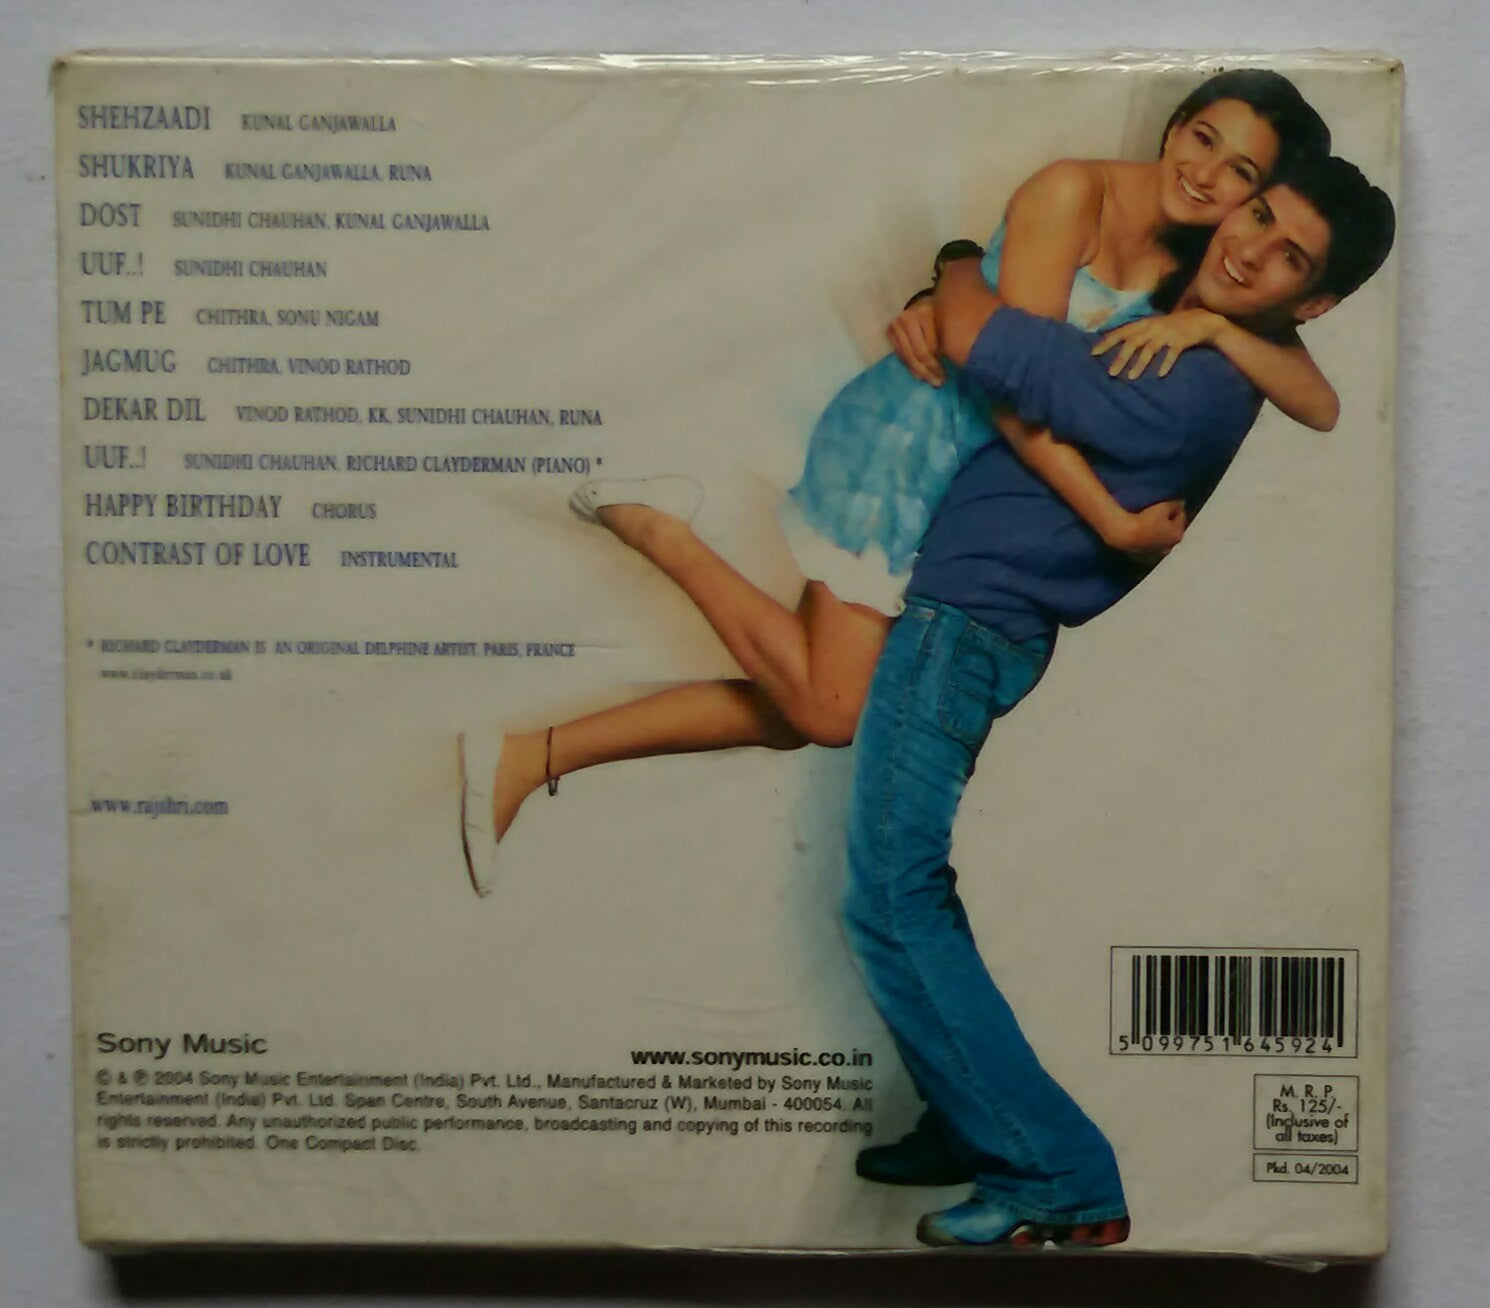 SHEHZAADI KUNAL GANJAWALLA
SHUKRIYA KUNAL GANJAWALLA, RUNA
DOST SUNIDHI CHAUHAN, KUNAL GANJAWALLA
UUF..! SUNIDHI CHAUHAN
TUM PE CHITHRA, SONU NIGAM
JAGMUG CHITHRA, VINOD RATHOD
DEKAR DIL VINOD RATHOD, KK, SUNIDHI CHAUHAN, RUNA
UUF..! SUNIDHI CHAUHAN, RICHARD CLAYDERMAN (PIANO) *
HAPPY BIRTHDAY CHORUS
CONTRAST OF LOVE INSTRUMENTAL
* RICHARD CLAYDERMAN IS AN ORIGINAL DELPHINE ARTIST, PARIS, FRANCE
www.clayderman.co.uk
www.rajshri.com
Sony Music
www.sonymusic.co.in
© & ℗ 2004 Sony Music Entertainment (India) Pvt. Ltd., Manufactured & Marketed by Sony Music
Entertainment (India) Pvt. Ltd. Span Centre, South Avenue, Santacruz (W), Mumbai - 400054. All
rights reserved. Any unauthorized public performance, broadcasting and copying of this recording
is strictly prohibited. One Compact Disc.
5 099751 645924
M. R. P.
Rs. 125/-
(Inclusive of
all taxes)
Pkd. 04/2004